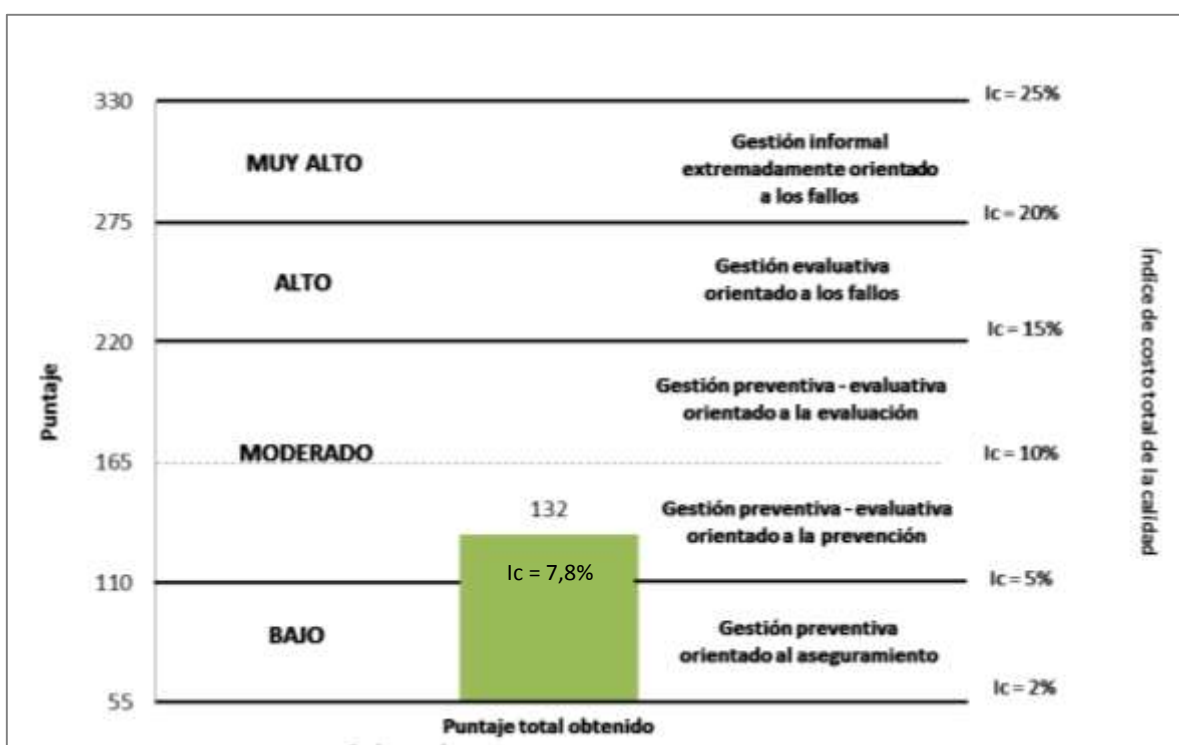 330
Ic = 25%
MUY ALTO
Gestión informal
extremadamente orientado
a los fallos
275
Ic = 20%
ALTO
Gestión evaluativa
orientado a los fallos
220
Ic = 15%
Gestión preventiva - evaluativa
orientado a la evaluación
MODERADO
165
Ic = 10%
132
Gestión preventiva - evaluativa
orientado a la prevención
Ic = 7,8%
110
Ic = 5%
BAJO
Gestión preventiva
orientado al aseguramiento
55
Ic = 2%
Puntaje total obtenido
Puntaje
Índice de costo total de la calidad